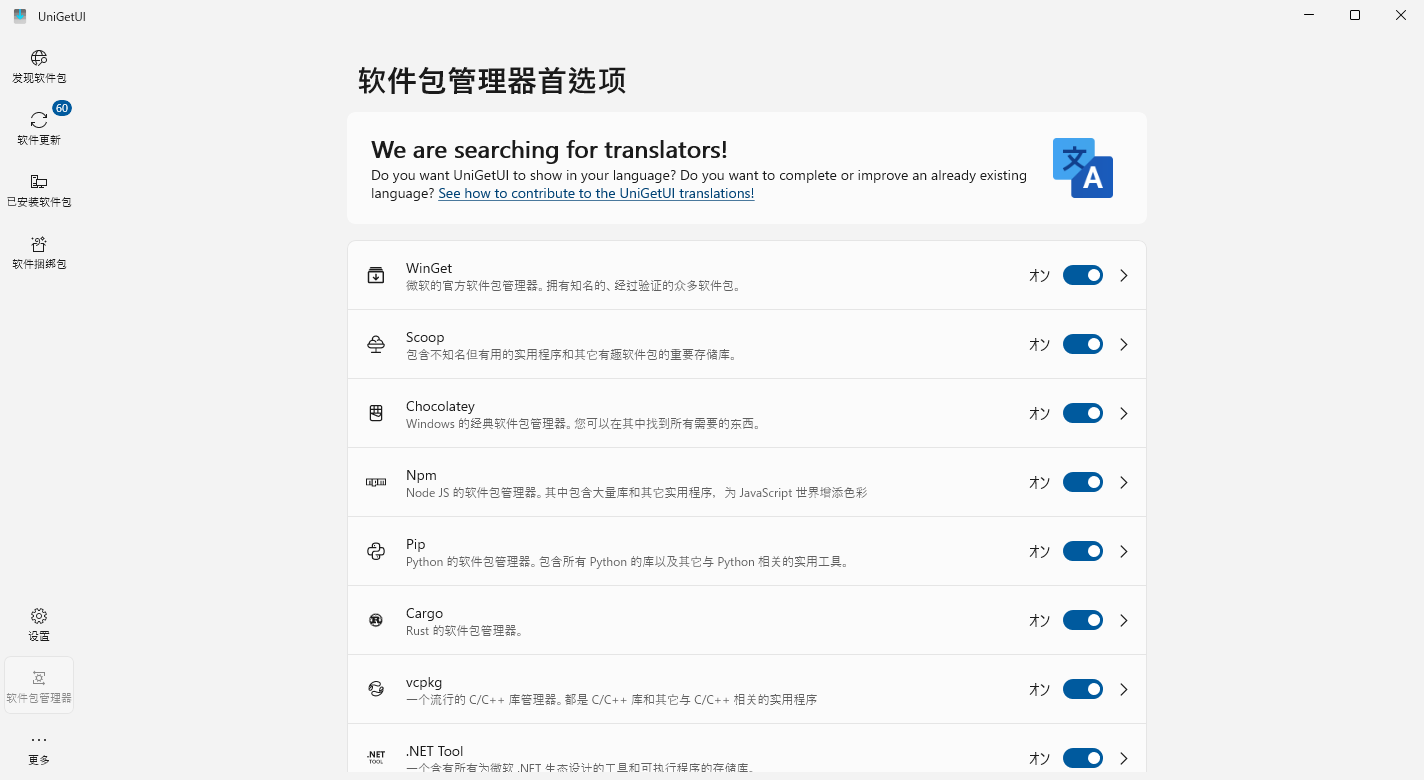 UniGetUI
发现软件包
60
软件更新
已安装软件包
软件捆绑包
设置
软件包管理器
更多
软件包管理器首选项
We are searching for translators!
Do you want UniGetUI to show in your language? Do you want to complete or improve an already existing
language? See how to contribute to the UniGetUI translations!
文
A
WinGet
微软的官方软件包管理器。拥有知名的、经过验证的众多软件包。
オン
Scoop
包含不知名但有用的实用程序和其它有趣软件包的重要存储库。
オン
Chocolatey
Windows 的经典软件包管理器。您可以在其中找到所有需要的东西。
オン
Npm
Node JS 的软件包管理器。其中包含大量库和其它实用程序，为 JavaScript 世界增添色彩
オン
Pip
Python 的软件包管理器。包含所有 Python 的库以及其它与 Python 相关的实用工具。
オン
Cargo
Rust 的软件包管理器。
オン
vcpkg
一个流行的 C/C++ 库管理器。都是 C/C++ 库和其它与 C/C++ 相关的实用程序
オン
.NET
TOOL
.NET Tool
一个含有所有为微软 .NET 生态设计的工具和可执行程序的存储库。
オン